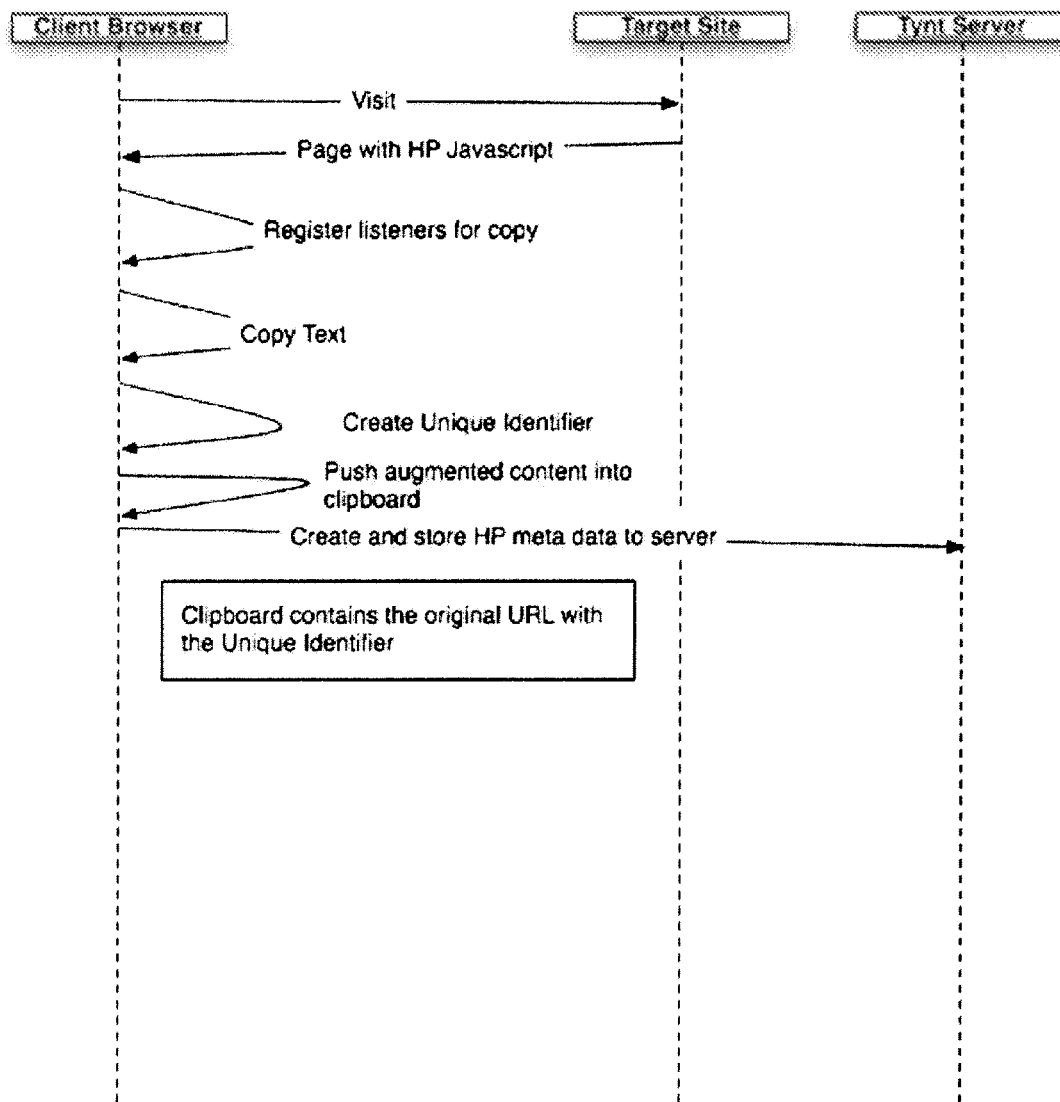 Client Browser
Target Site
Tynt Server
Visit
Page with HP Javascript
Register listeners for copy
Copy Text
Create Unique Identifier
Push augmented content into
clipboard
Create and store HP meta data to server
Clipboard contains the original URL with
the Unique Identifier